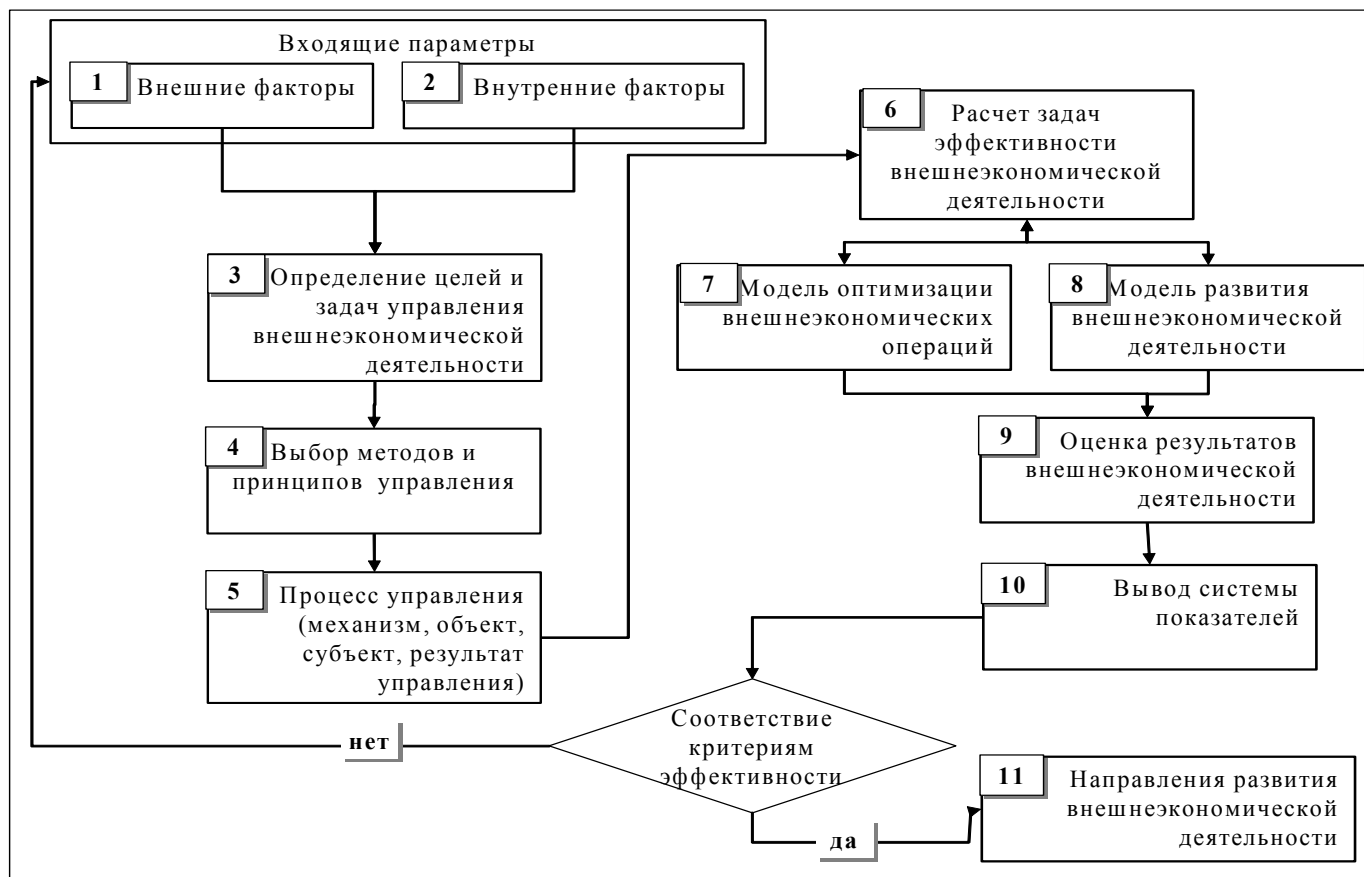 Входящие параметры
1
Внешние факторы
2
Внутренние факторы
3
Определение целей и
задач управления
внешнеэкономической
деятельности
4
Выбор методов и
принципов управления
5
Процесс управления
(механизм, объект,
субъект, результат
управления)
6
Расчет задач
эффективности
внешнеэкономической
деятельности
7
Модель оптимизации
внешнеэкономических
операций
8
Модель развития
внешнеэкономической
деятельности
9
Оценка результатов
внешнеэкономической
деятельности
10
Вывод системы
показателей
Соответствие
критериям
эффективности
нет
да
11
Направления развития
внешнеэкономической
деятельности